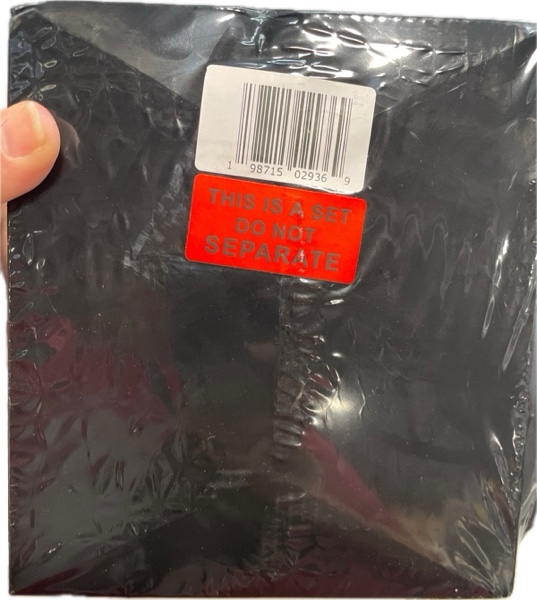 1 98715 02936 9
THIS IS A SET
DO NOT
SEPARATE